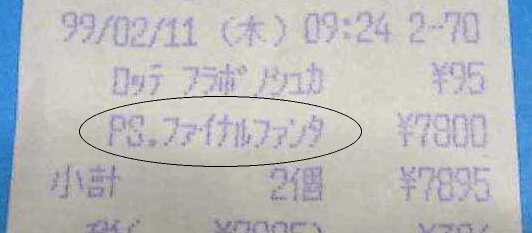 99/02/11 (木) 09:24 2-70
ロッテ フラボノシュカ ¥95
PS.ファイナルファンタ ¥7800
小計 2個 ¥7895